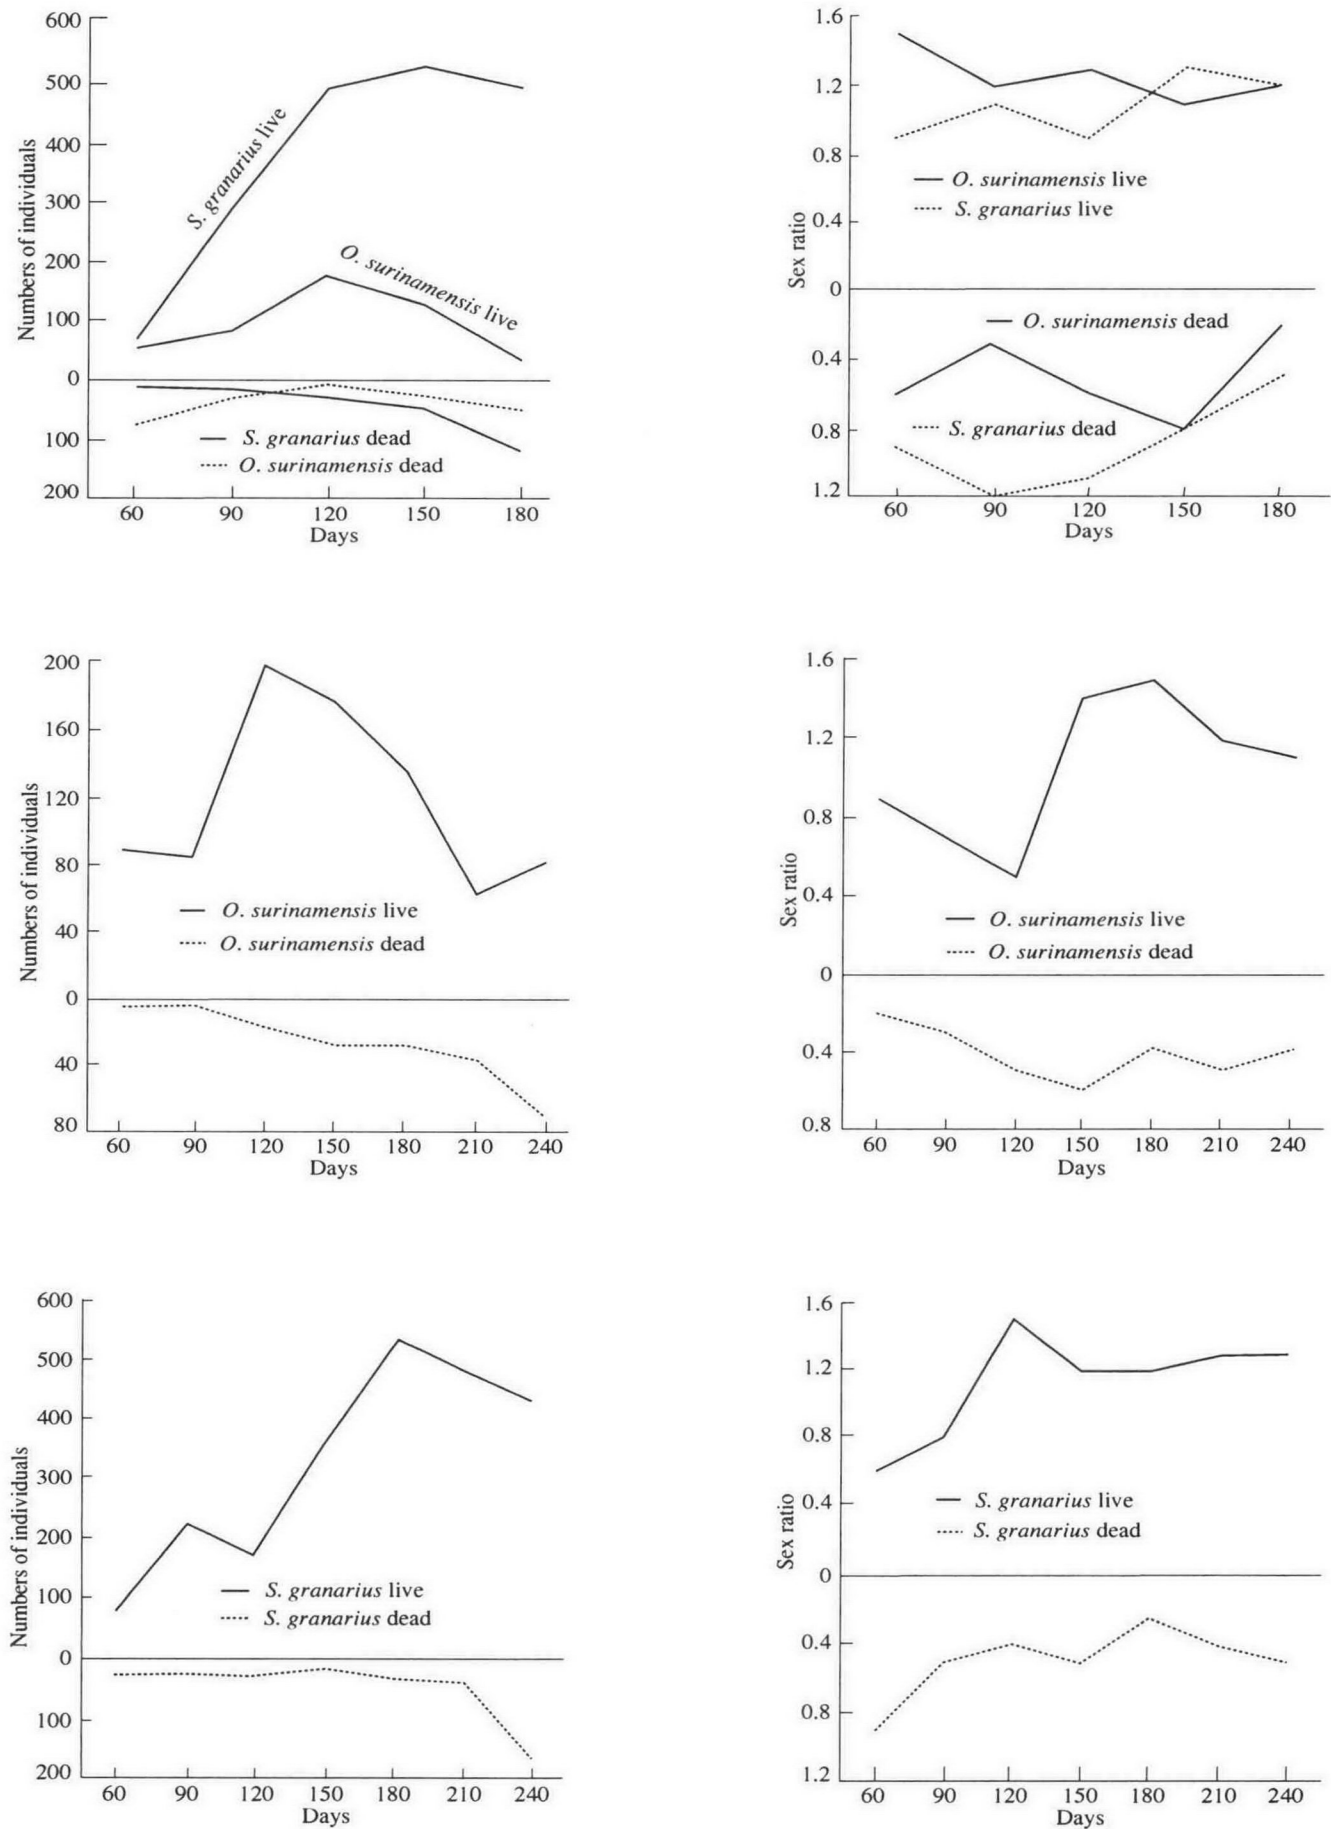 600
500
400
300
200
100
0
100
200
Numbers of individuals
S. granarius live
O. surinamensis live
S. granarius dead
O. surinamensis dead
60 90 120 150 180
Days
1.6
1.2
0.8
0.4
0
0.4
0.8
1.2
Sex ratio
O. surinamensis live
S. granarius live
O. surinamensis dead
S. granarius dead
60 90 120 150 180
Days
200
160
120
80
40
0
40
80
Numbers of individuals
O. surinamensis live
O. surinamensis dead
60 90 120 150 180 210 240
Days
1.6
1.2
0.8
0.4
0
0.4
0.8
Sex ratio
O. surinamensis live
O. surinamensis dead
60 90 120 150 180 210 240
Days
600
500
400
300
200
100
0
100
200
Numbers of individuals
S. granarius live
S. granarius dead
60 90 120 150 180 210 240
Days
1.6
1.2
0.8
0.4
0
0.4
0.8
1.2
Sex ratio
S. granarius live
S. granarius dead
60 90 120 150 180 210 240
Days